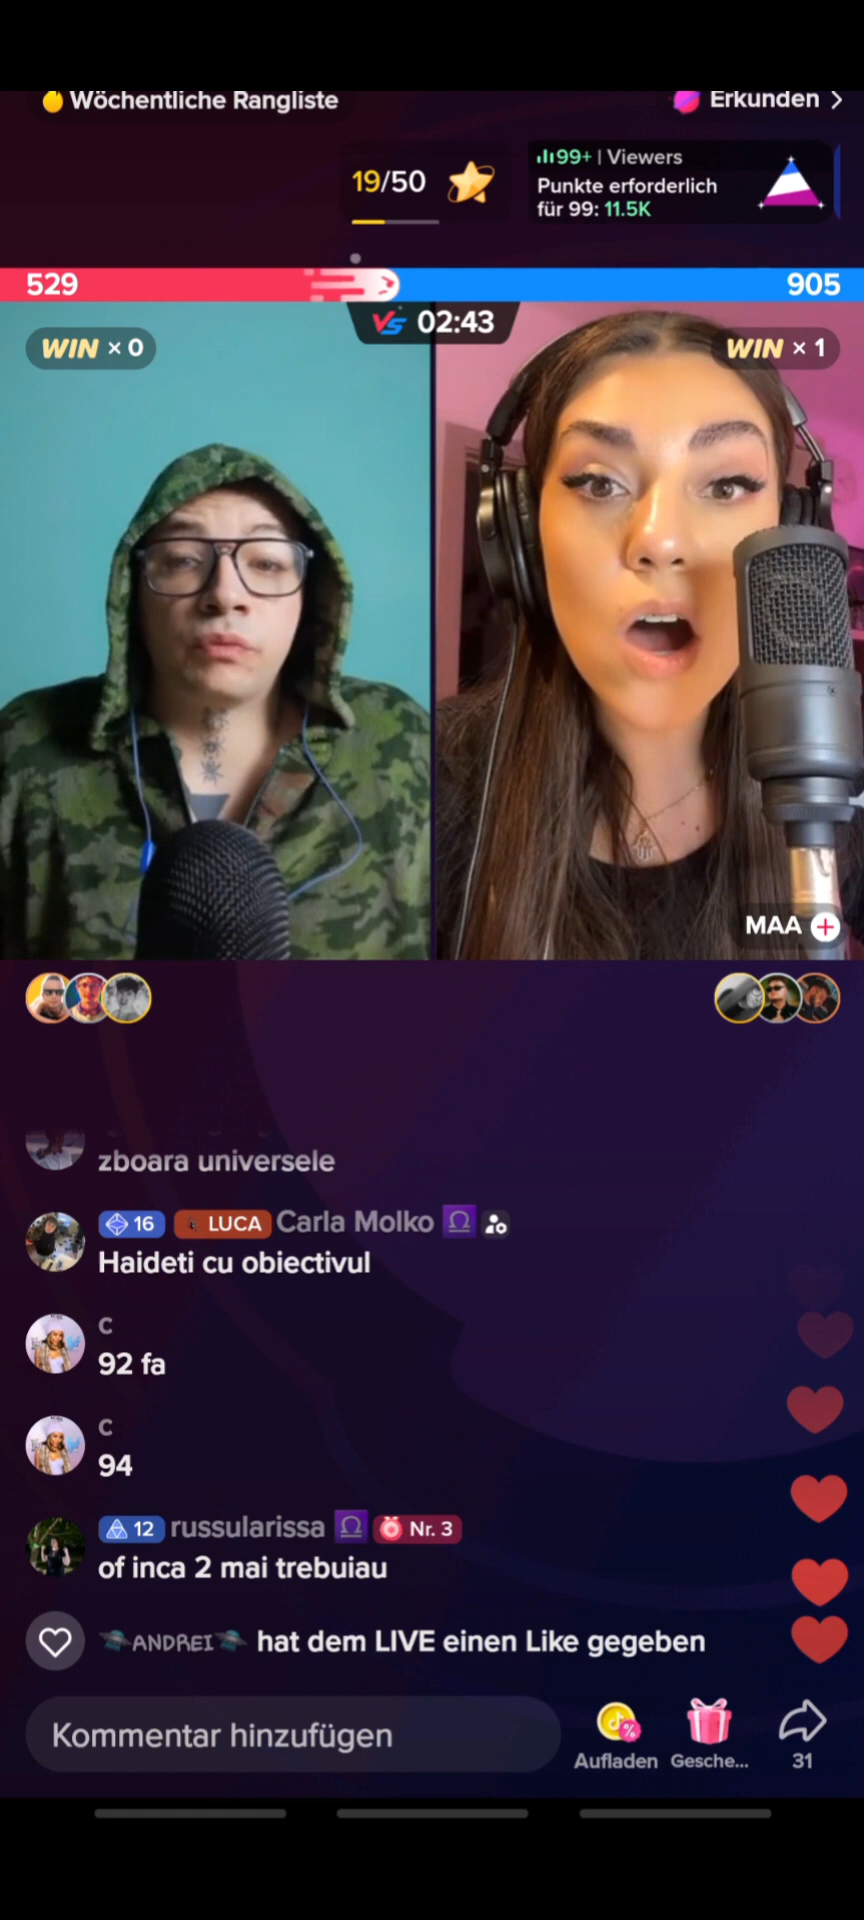 Wöchentliche Rangliste
Erkunden >
19/50
99+ | Viewers
Punkte erforderlich
für 99: 11.5K
529
905
VS 02:43
WIN × 0
WIN × 1
MAA +
zboara universele
16 LUCA Carla Molko ♎
Haideti cu obiectivul
C
92 fa
C
94
12 russularissa ♎ Nr. 3
of inca 2 mai trebuiau
🛸ANDREI🛸 hat dem LIVE einen Like gegeben
Kommentar hinzufügen
Aufladen
Gesche...
31